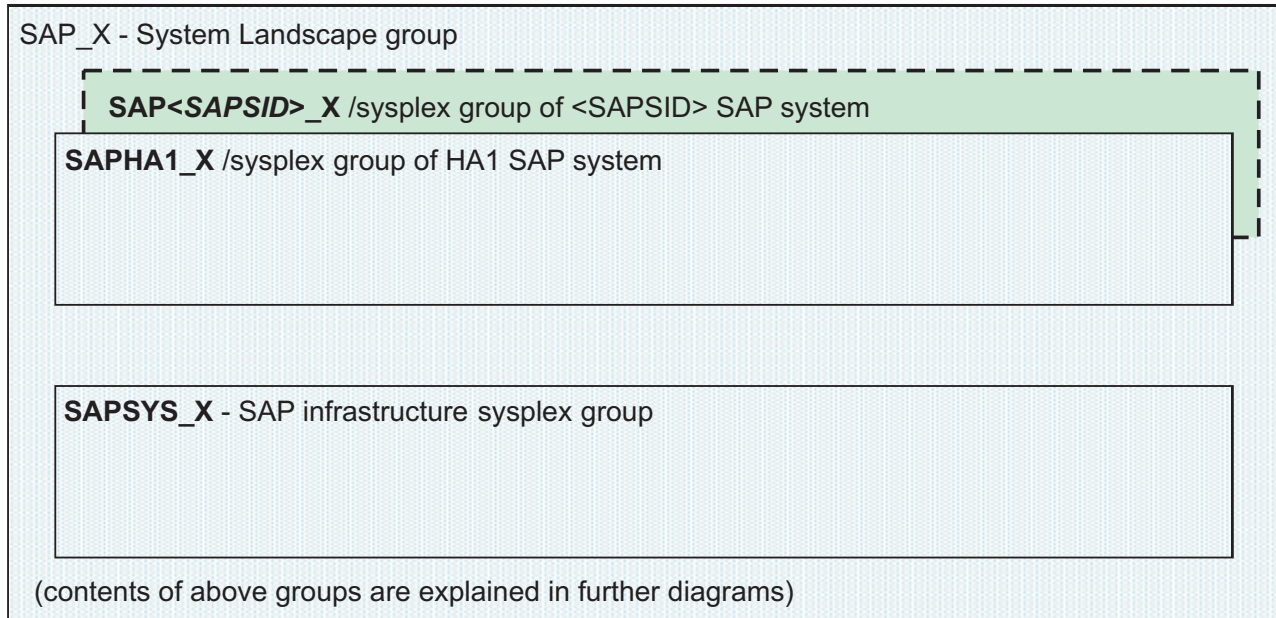 SAP_X - System Landscape group
SAP<SAPSID>_X /sysplex group of <SAPSID> SAP system
SAPHA1_X /sysplex group of HA1 SAP system
SAPSYS_X - SAP infrastructure sysplex group
(contents of above groups are explained in further diagrams)